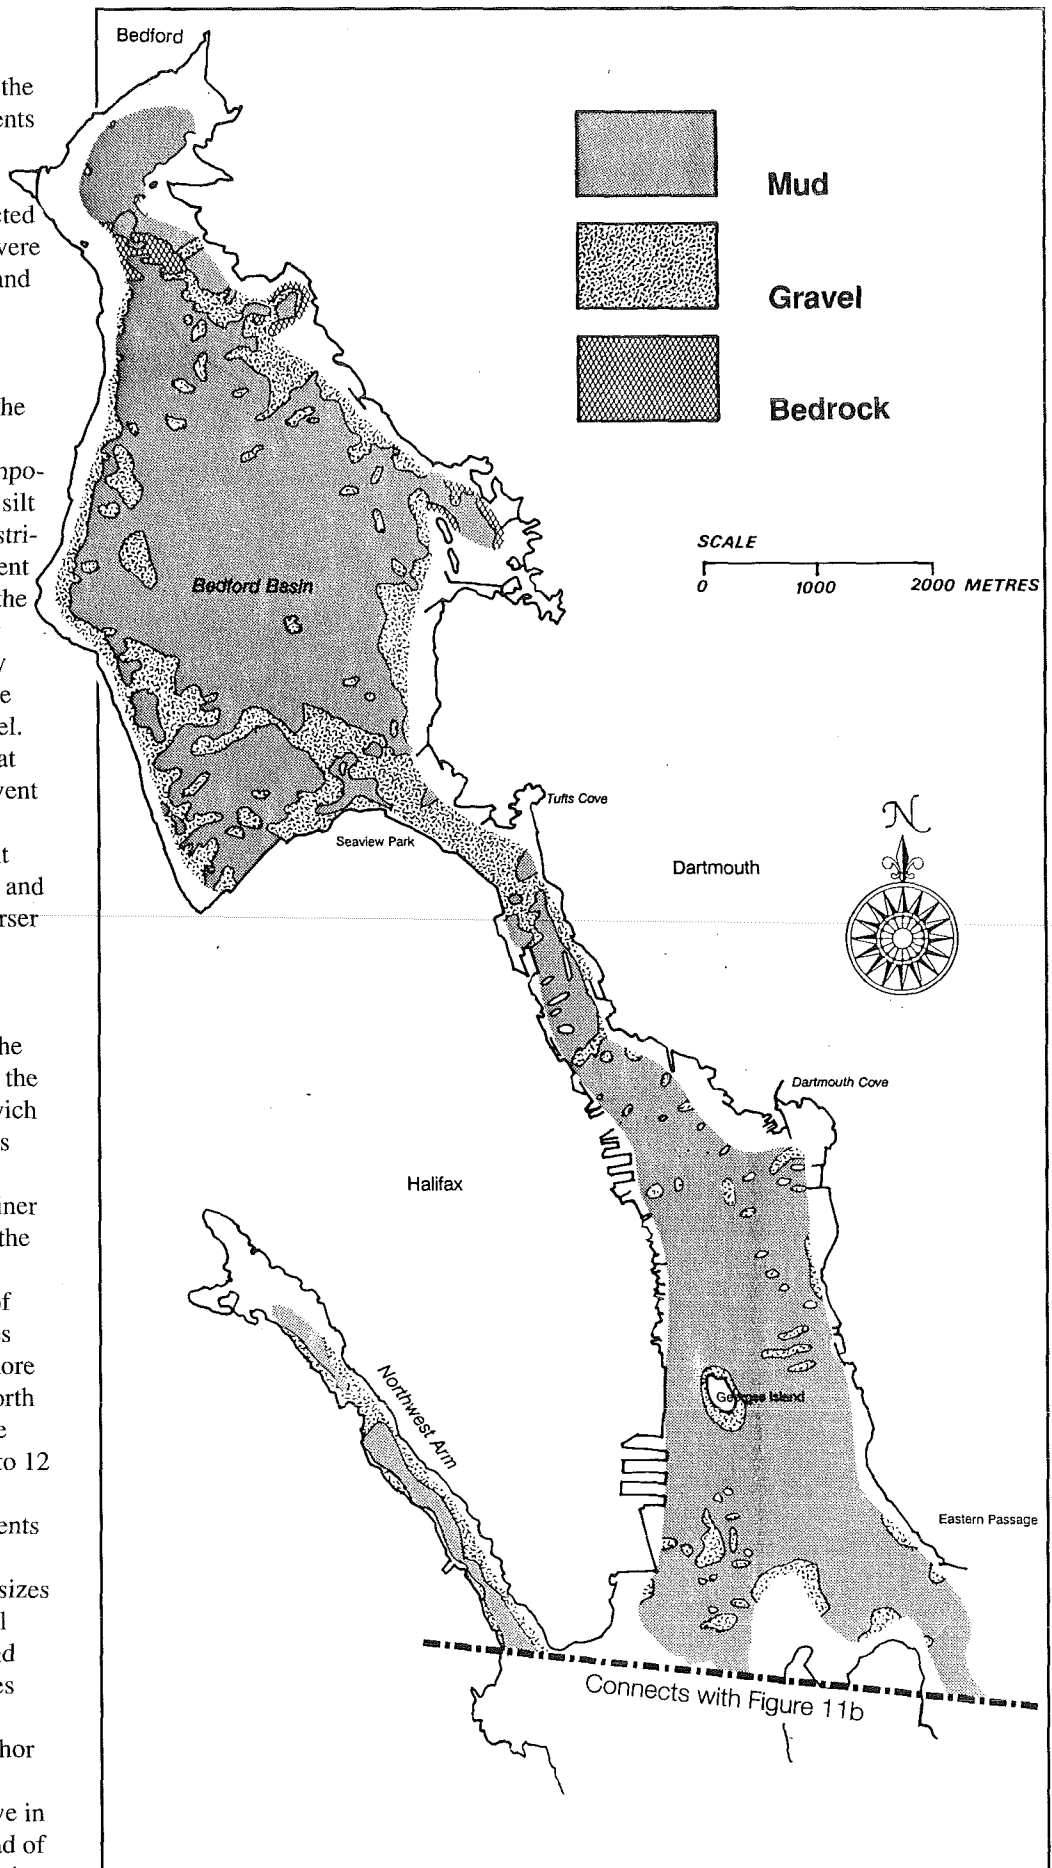 the
ents
cted
vere
and
he
npo-
silt
stri-
ent
the
y
e
el.
at
vent
t
and
rser
he
the
vich
s
iner
the
of
s
nore
orth
e
to 12
ents
sizes
l
d
es
hor
ve in
ad of
Bedford
Mud
Gravel
Bedrock
SCALE
0 1000 2000 METRES
Bedford Basin
Tufts Cove
Seaview Park
Dartmouth
N
Dartmouth Cove
Halifax
Northwest Arm
Georges Island
Eastern Passage
Connects with Figure 11b